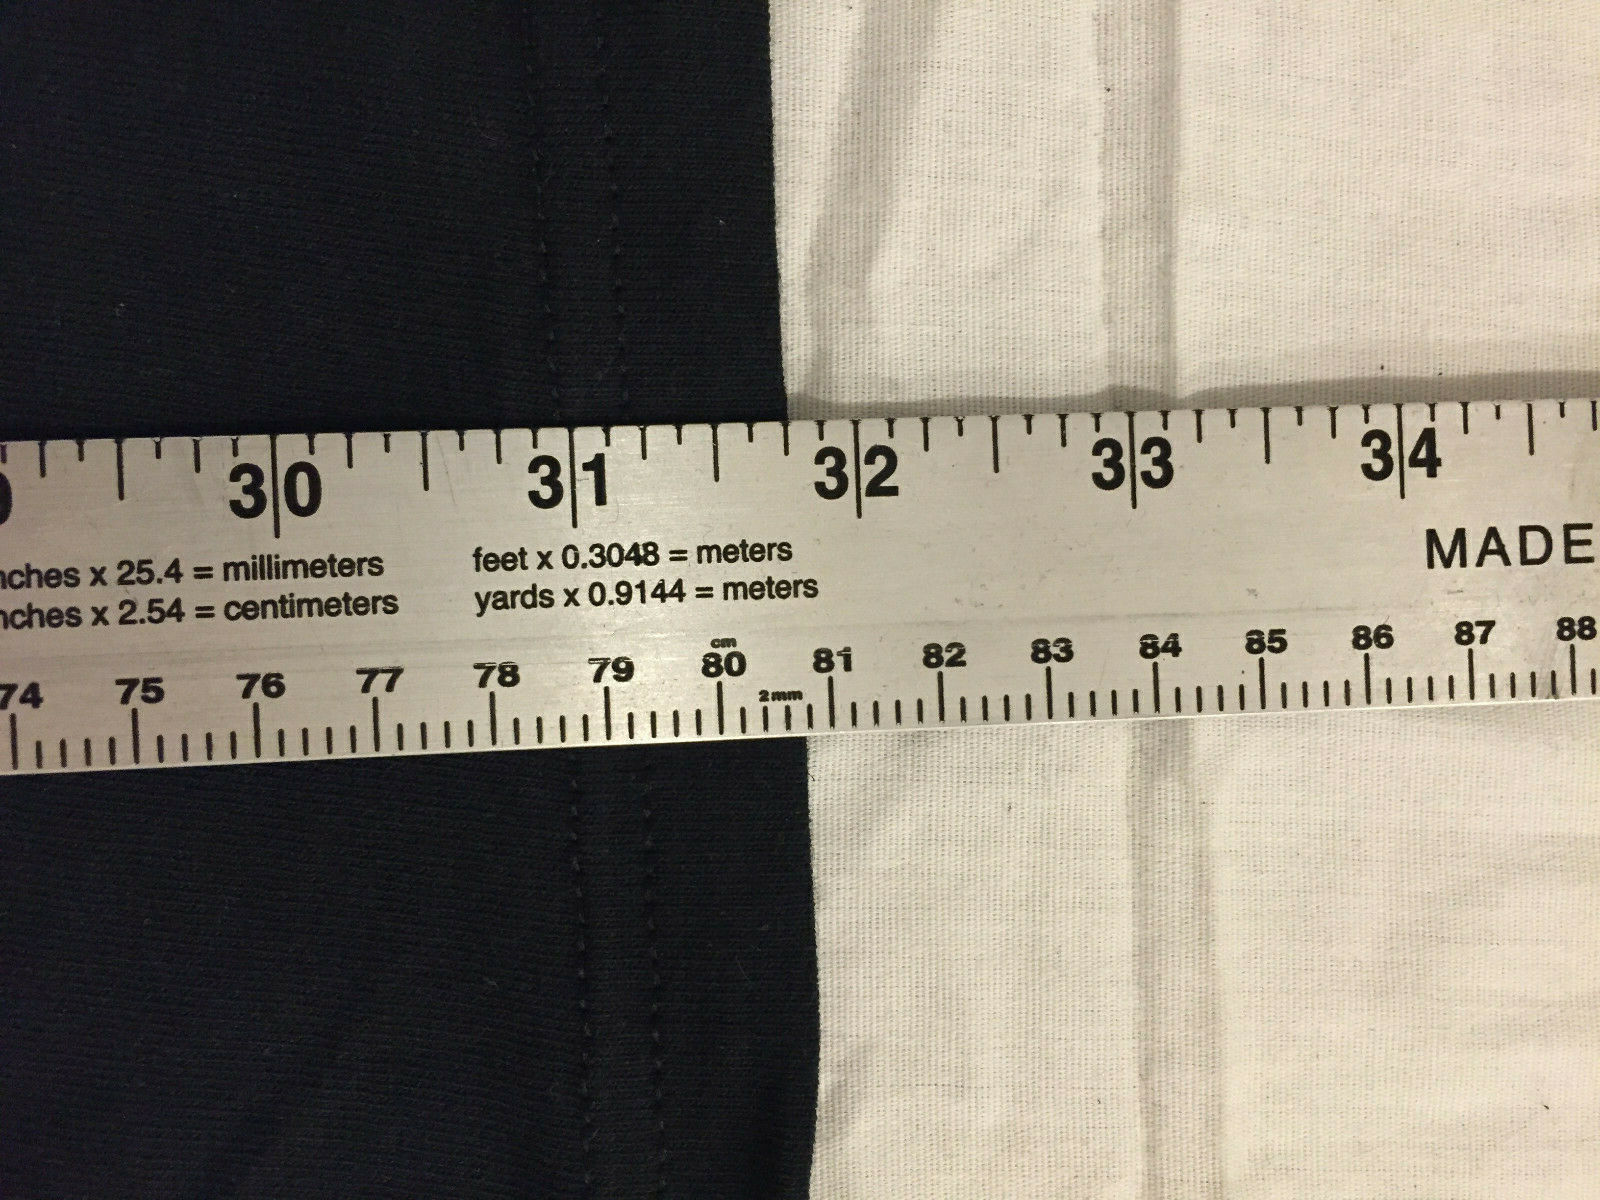 30 31 32 33 34
nches x 25.4 = millimeters
nches x 2.54 = centimeters
feet x 0.3048 = meters
yards x 0.9144 = meters
MADE
cm
74 75 76 77 78 79 80 81 82 83 84 85 86 87 88
2mm